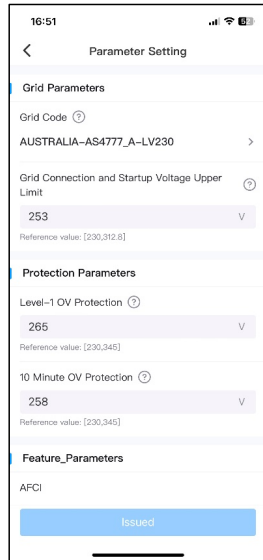 16:51
Parameter Setting
Grid Parameters
Grid Code ?
AUSTRALIA-AS4777_A-LV230 >
Grid Connection and Startup Voltage Upper
Limit ?
253 V
Reference value: [230,312.8]
Protection Parameters
Level-1 OV Protection ?
265 V
Reference value: [230,345]
10 Minute OV Protection ?
258 V
Reference value: [230,345]
Feature_Parameters
AFCI
Issued